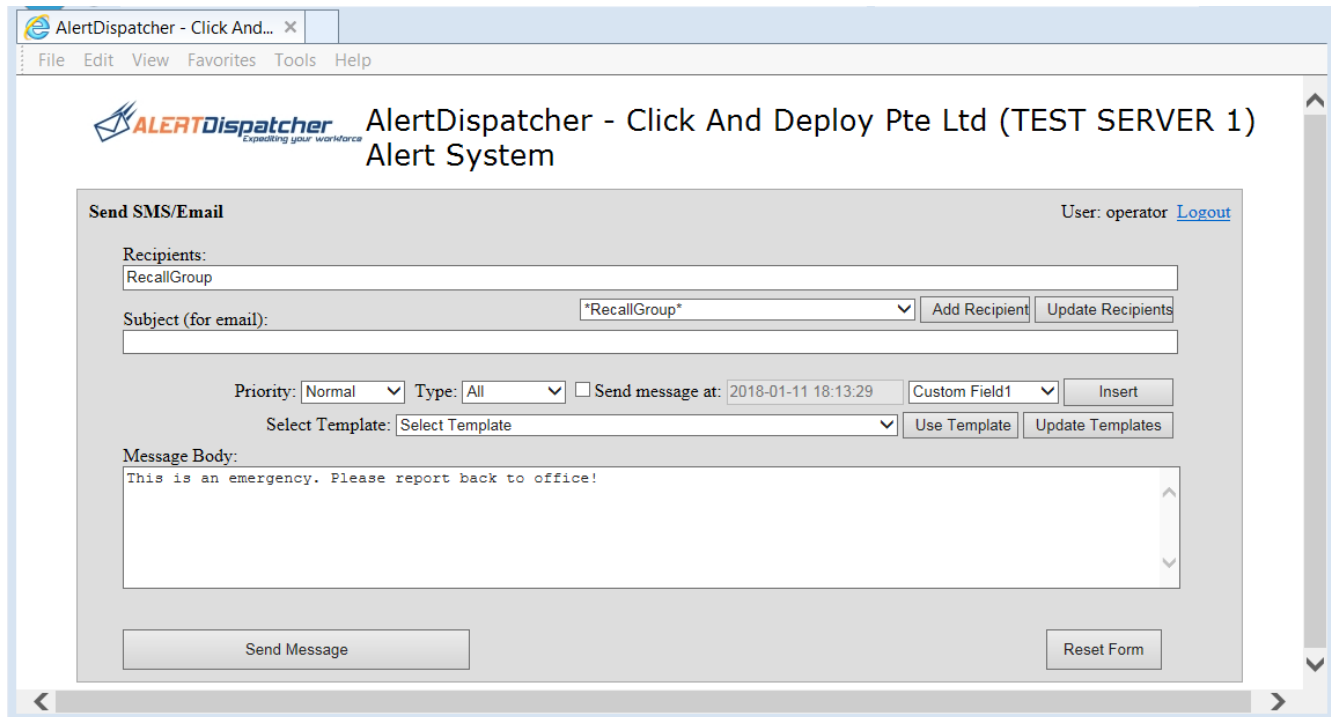 AlertDispatcher - Click And...
File Edit View Favorites Tools Help
ALERTDispatcher
Expediting your workforce
AlertDispatcher - Click And Deploy Pte Ltd (TEST SERVER 1)
Alert System
Send SMS/Email
User: operator Logout
Recipients:
RecallGroup
*RecallGroup* Add Recipient Update Recipients
Subject (for email):
Priority: Normal Type: All Send message at: 2018-01-11 18:13:29 Custom Field1 Insert
Select Template: Select Template Use Template Update Templates
Message Body:
This is an emergency. Please report back to office!
Send Message Reset Form